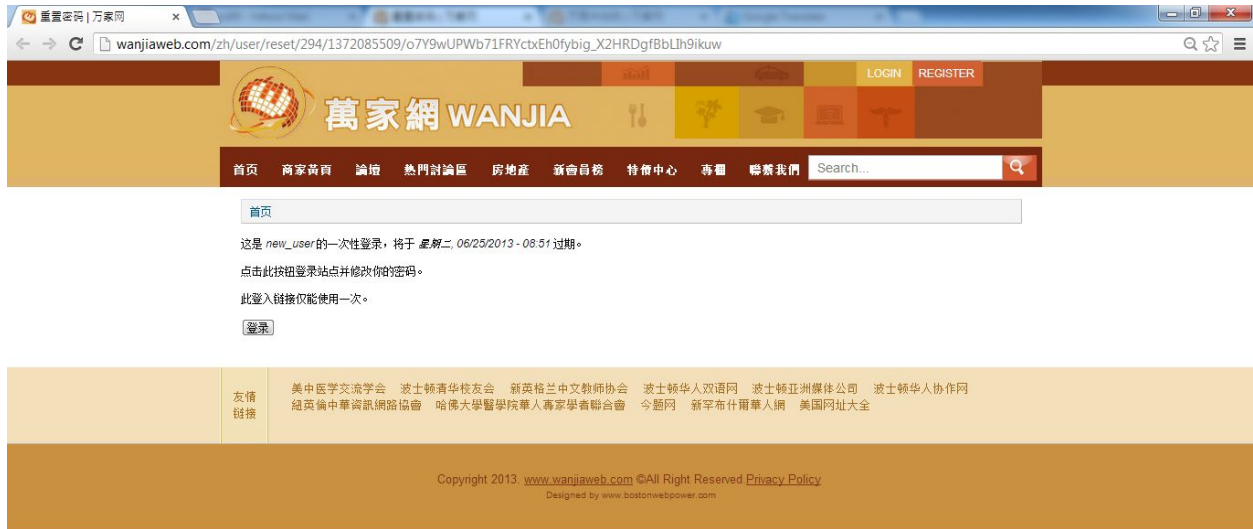 重置密码 | 万家网
wanjiaweb.com/zh/user/reset/294/1372085509/o7Y9wUPWb71FRYctxEh0fybig_X2HRDgfBbLIh9ikuw
LOGIN REGISTER
萬家網 WANJIA
首页 商家黃頁 論壇 熱門討論區 房地産 新會員榜 特價中心 專欄 聯繫我們 Search...
首页
这是 new_user 的一次性登录，将于 星期二, 06/25/2013 - 08:51 过期。
点击此按钮登录站点并修改你的密码。
此登入链接仅能使用一次。
登录
友情
链接
美中医学交流学会 波士顿清华校友会 新英格兰中文教师协会 波士顿华人双语网 波士顿亚洲媒体公司 波士顿华人协作网
紐英倫中華資訊網路協會 哈佛大學醫學院華人專家學者聯合會 今题网 新罕布什爾華人網 美国网址大全
Copyright 2013. www.wanjiaweb.com ©All Right Reserved Privacy Policy
Designed by www.bostonwebpower.com